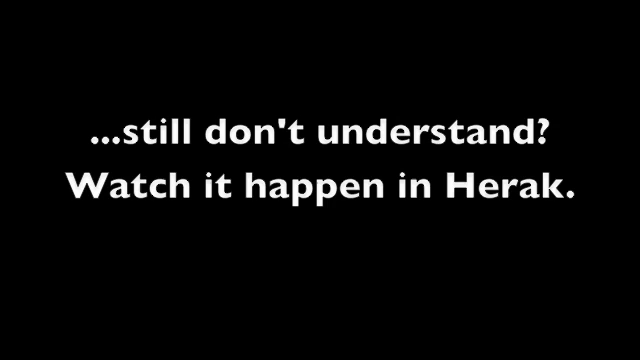 ...still don't understand?
Watch it happen in Herak.